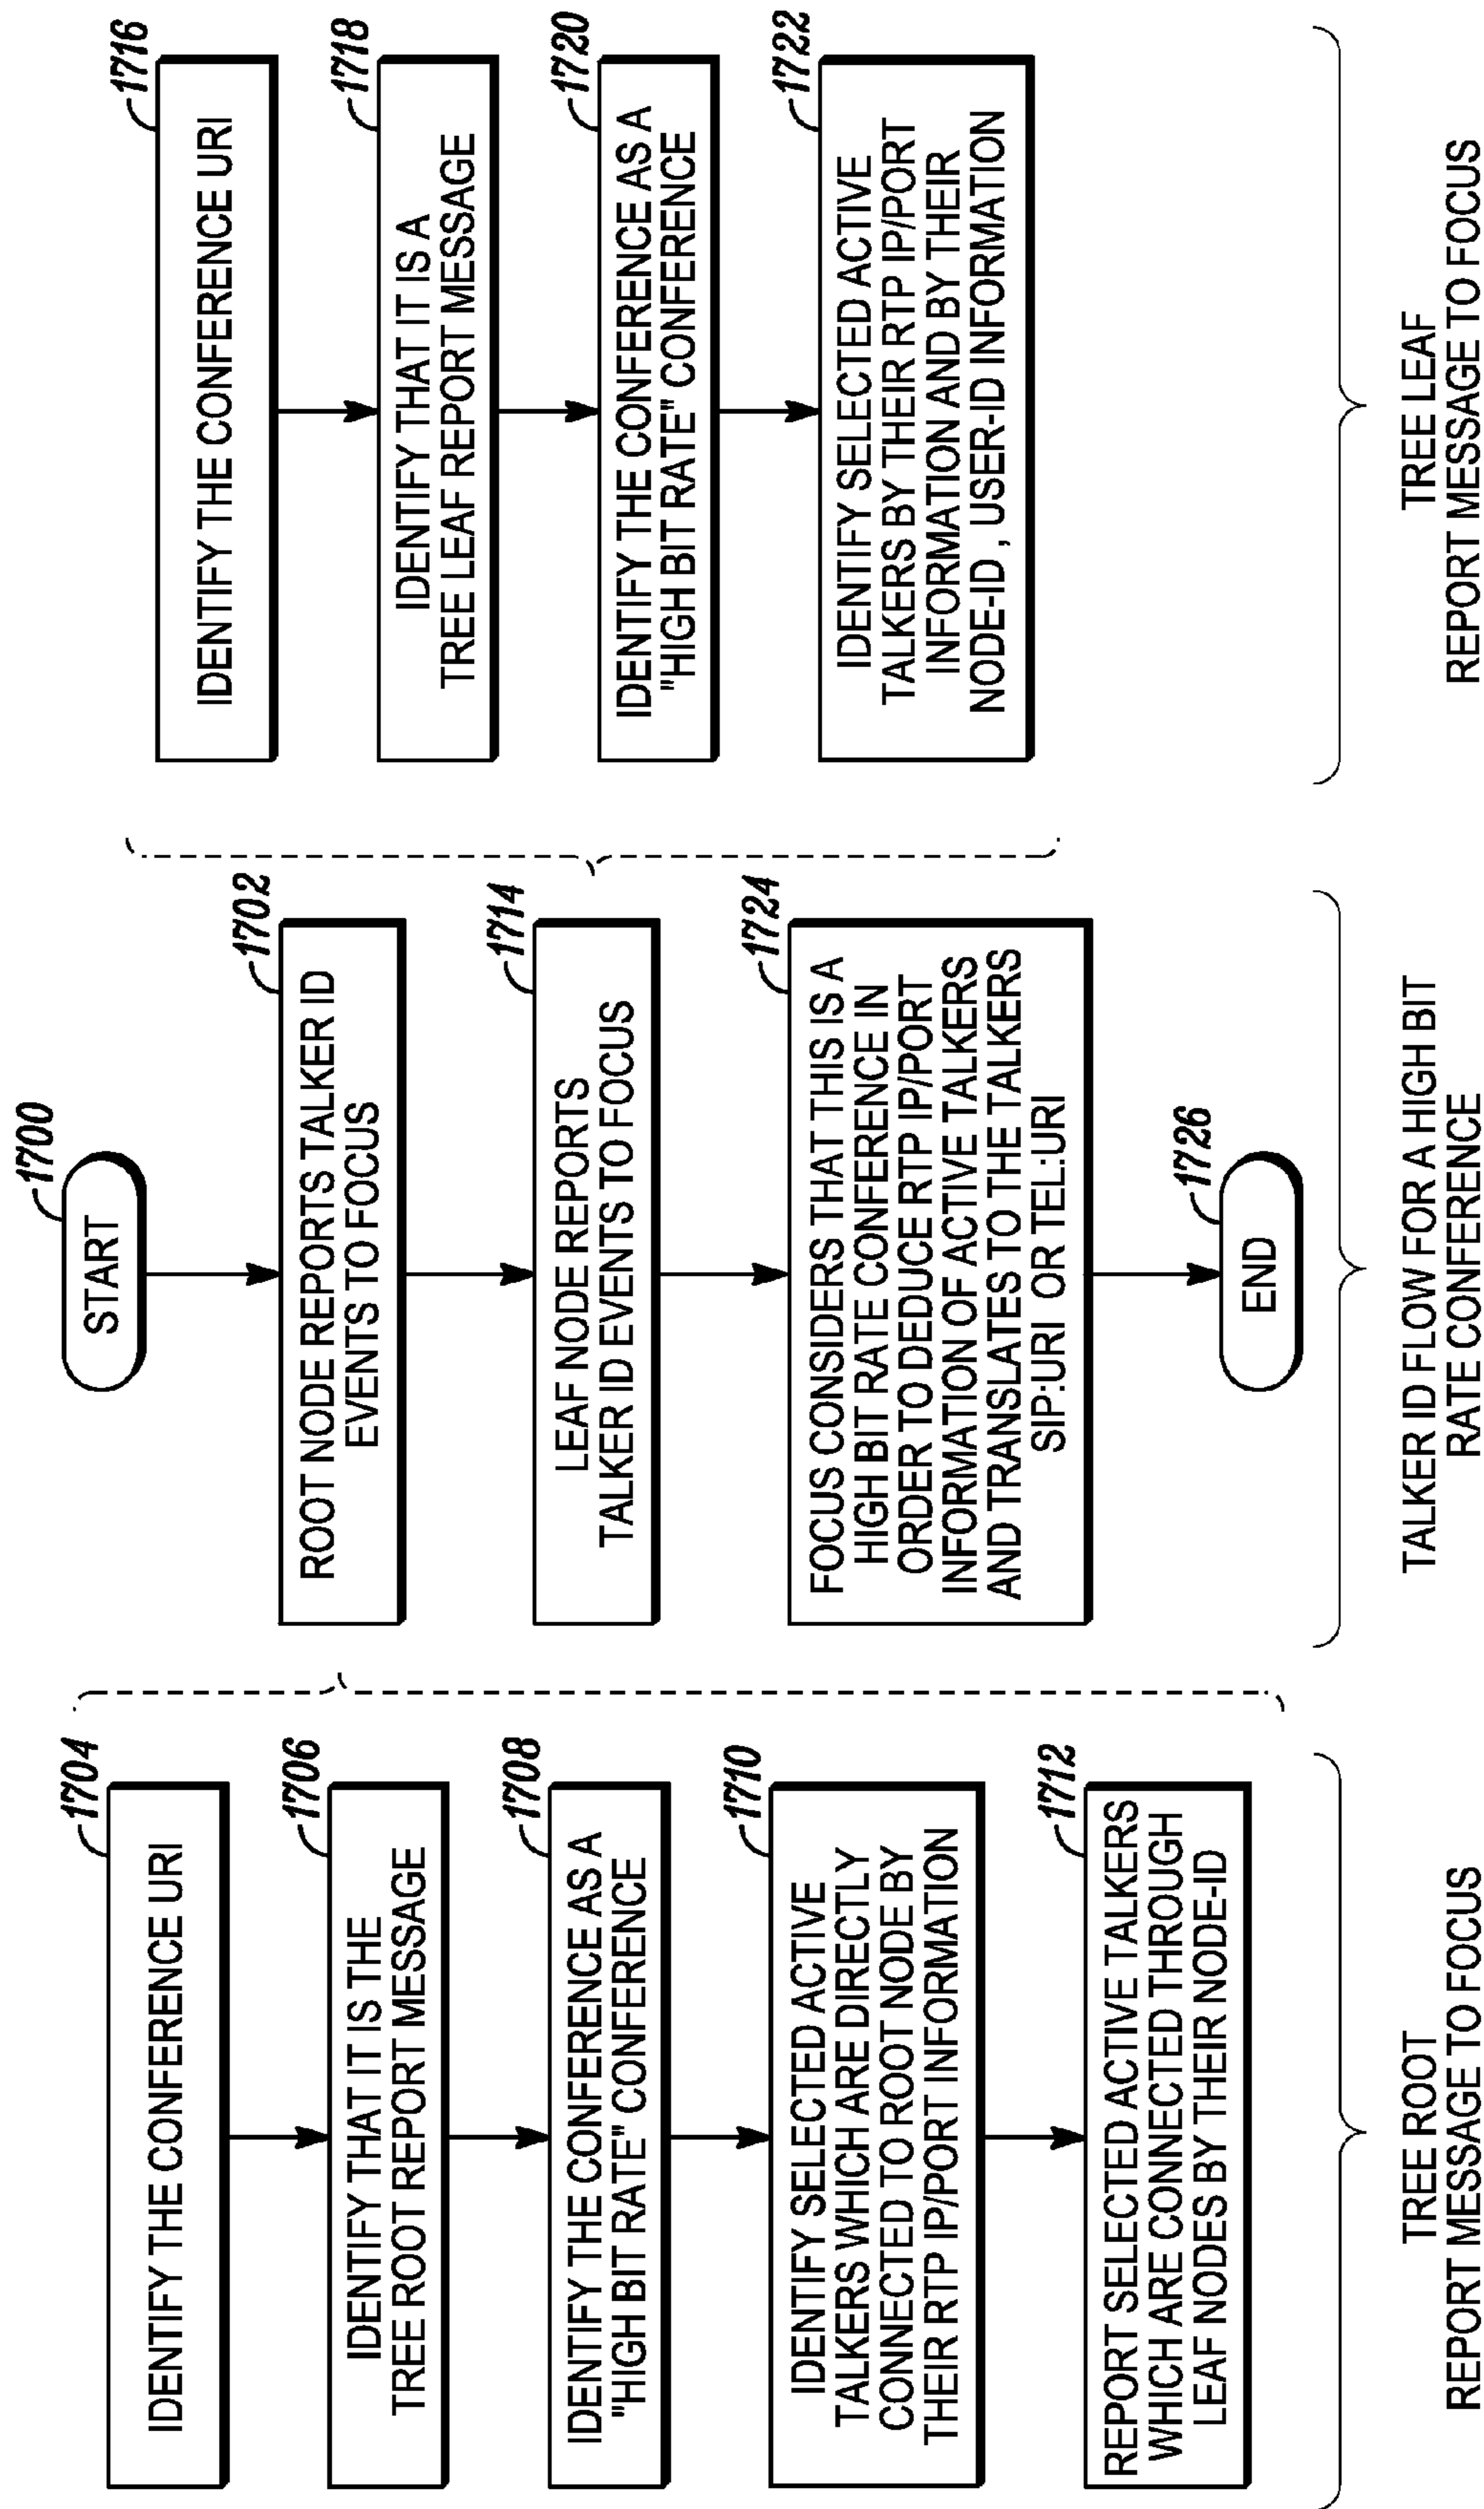 1704
IDENTIFY THE CONFERENCE URI
1706
IDENTIFY THAT IT IS THE
TREE ROOT REPORT MESSAGE
1708
IDENTIFY THE CONFERENCE AS A
"HIGH BIT RATE" CONFERENCE
1710
IDENTIFY SELECTED ACTIVE
TALKERS WHICH ARE DIRECTLY
CONNECTED TO ROOT NODE BY
THEIR RTP IP/PORT INFORMATION
1712
REPORT SELECTED ACTIVE TALKERS
WHICH ARE CONNECTED THROUGH
LEAF NODES BY THEIR NODE-ID
TREE ROOT
REPORT MESSAGE TO FOCUS
1700
START
1702
ROOT NODE REPORTS TALKER ID
EVENTS TO FOCUS
1714
LEAF NODE REPORTS
TALKER ID EVENTS TO FOCUS
1724
FOCUS CONSIDERS THAT THIS IS A
HIGH BIT RATE CONFERENCE IN
ORDER TO DEDUCE RTP IP/PORT
INFORMATION OF ACTIVE TALKERS
AND TRANSLATES TO THE TALKERS
SIP:URI OR TEL:URI
1726
END
TALKER ID FLOW FOR A HIGH BIT
RATE CONFERENCE
1716
IDENTIFY THE CONFERENCE URI
1718
IDENTIFY THAT IT IS A
TREE LEAF REPORT MESSAGE
1720
IDENTIFY THE CONFERENCE AS A
"HIGH BIT RATE" CONFERENCE
1722
IDENTIFY SELECTED ACTIVE
TALKERS BY THEIR RTP IP/PORT
INFORMATION AND BY THEIR
NODE-ID , USER-ID INFORMATION
TREE LEAF
REPORT MESSAGE TO FOCUS